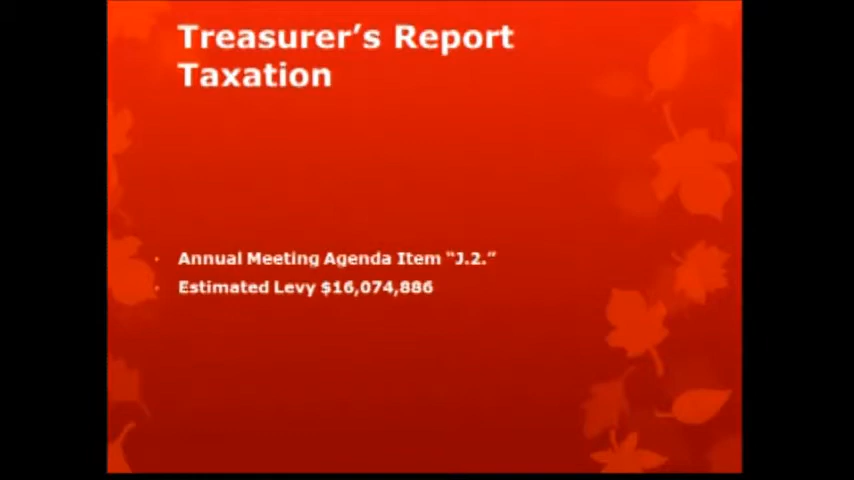 Treasurer’s Report
Taxation
Annual Meeting Agenda Item “J.2.”
Estimated Levy $16,074,886